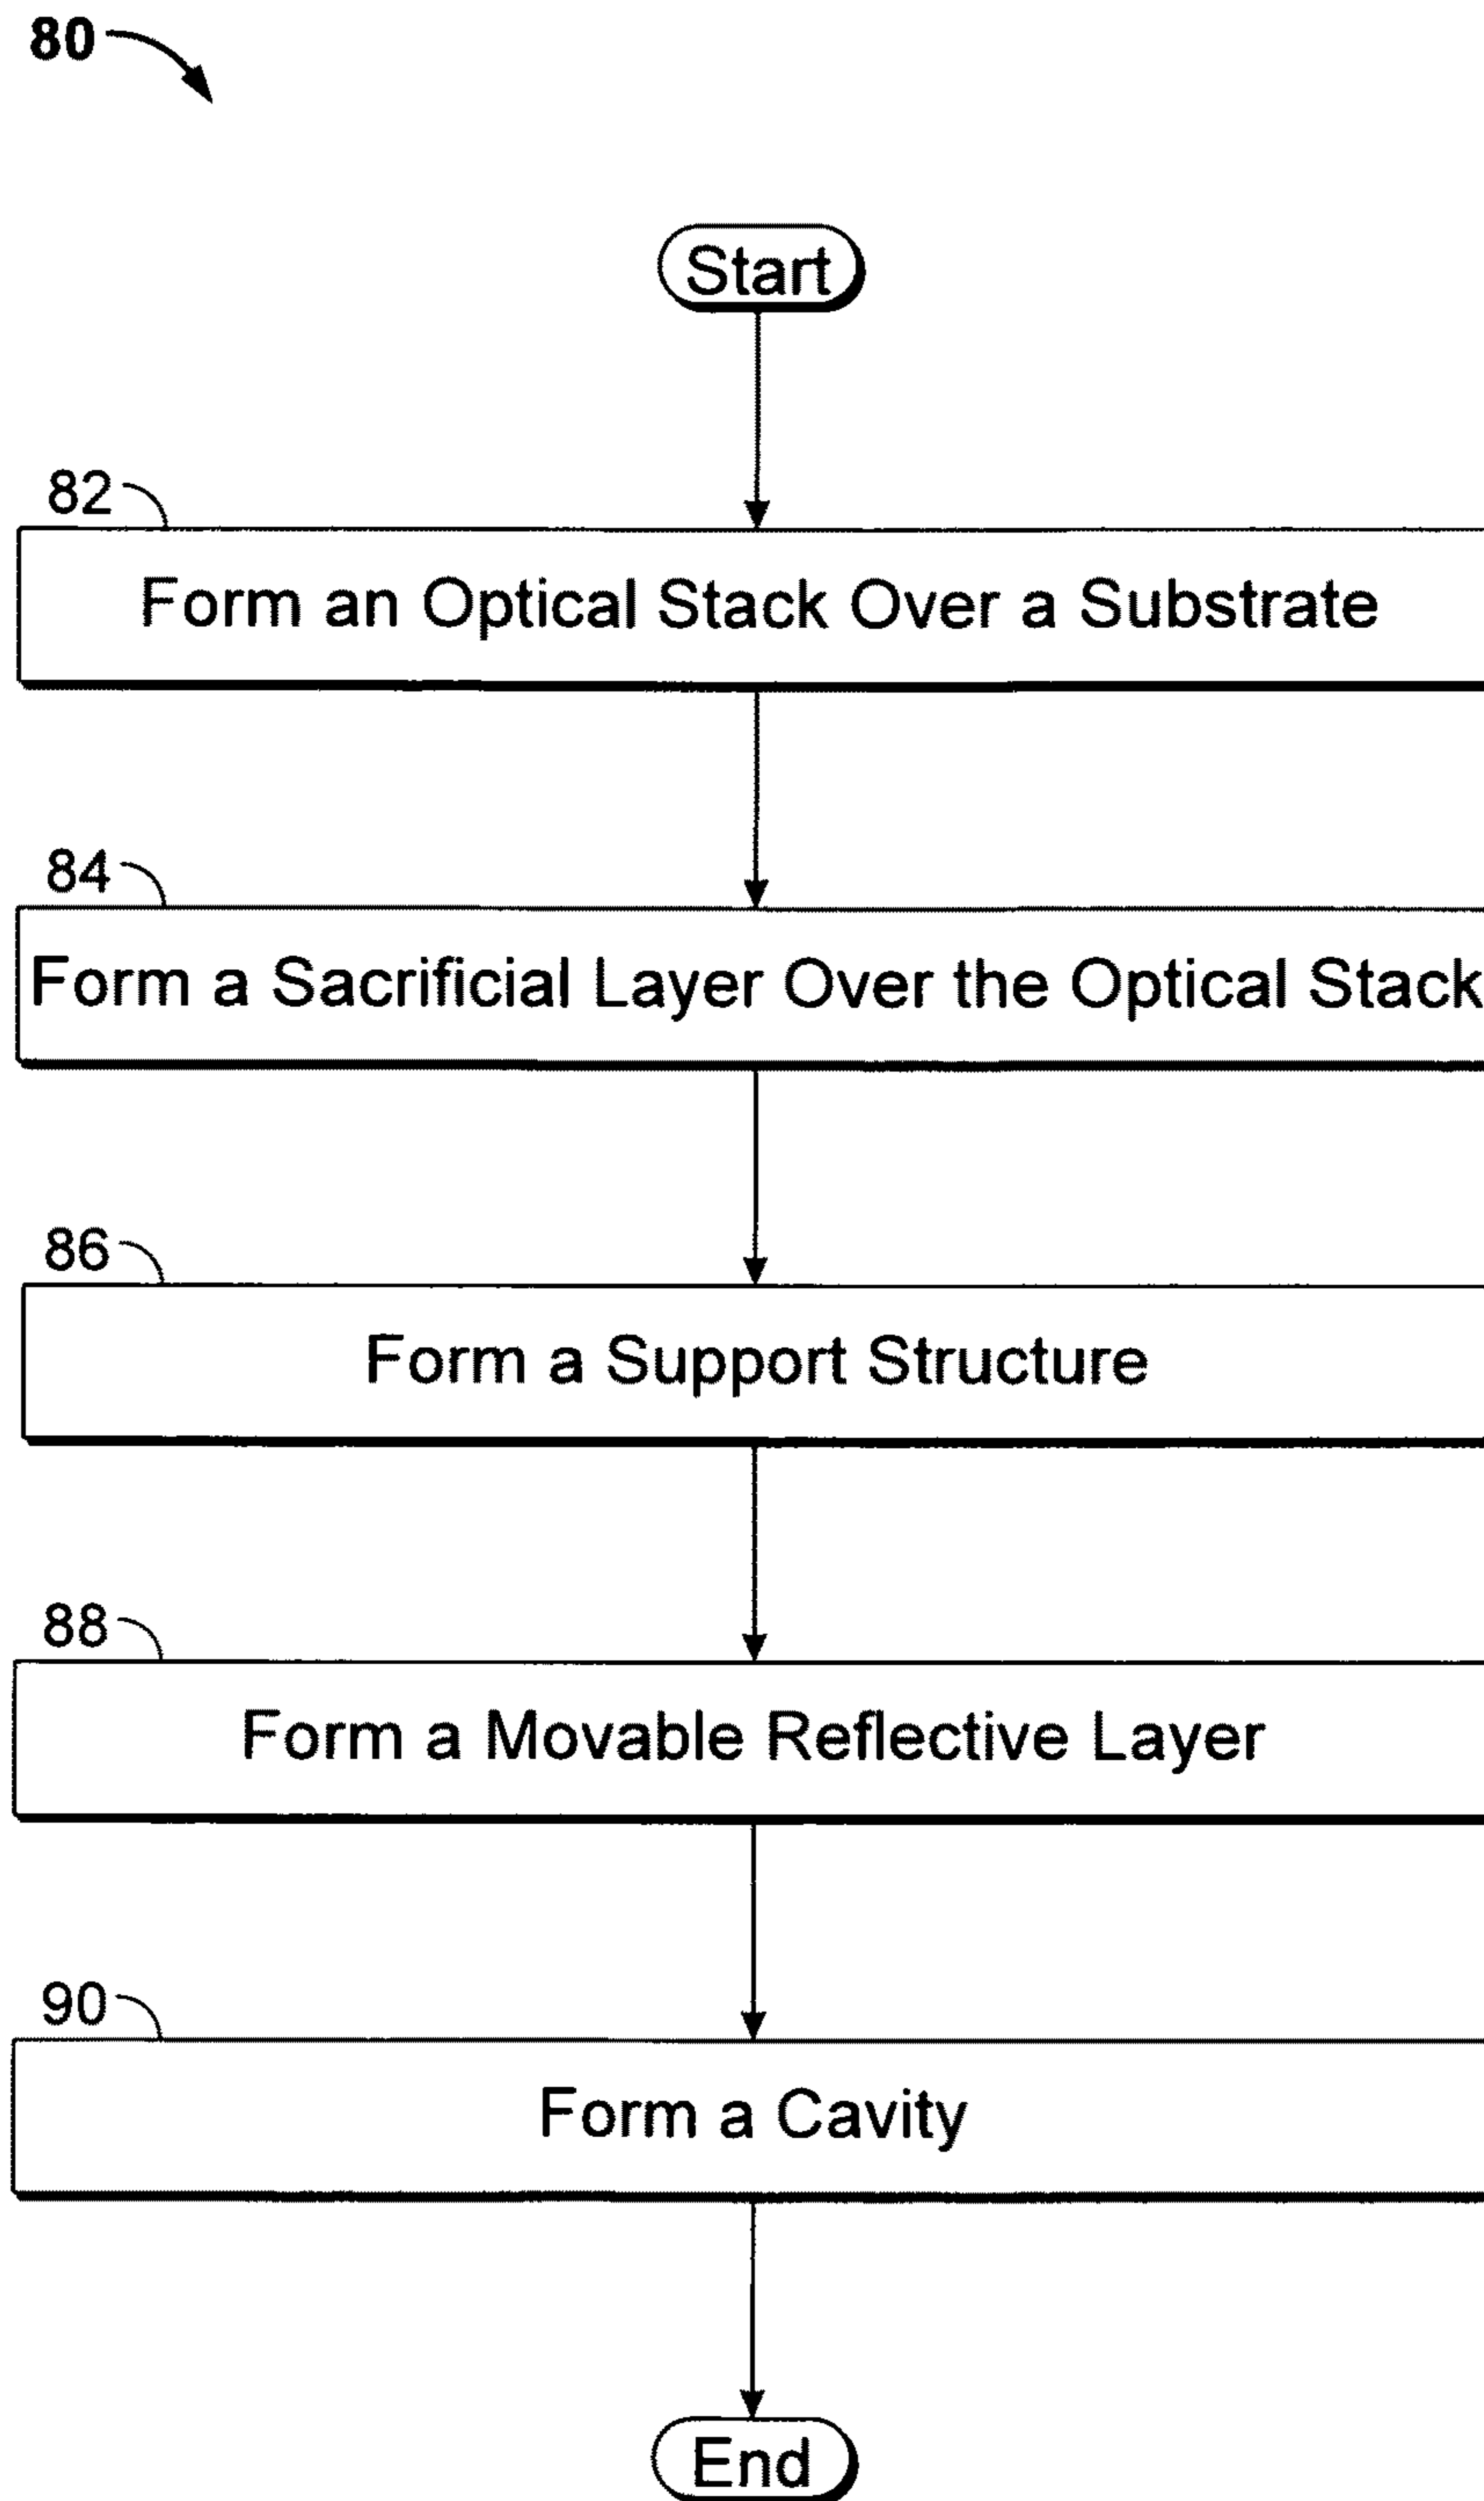 80
Start
82
Form an Optical Stack Over a Substrate
84
Form a Sacrificial Layer Over the Optical Stack
86
Form a Support Structure
88
Form a Movable Reflective Layer
90
Form a Cavity
End